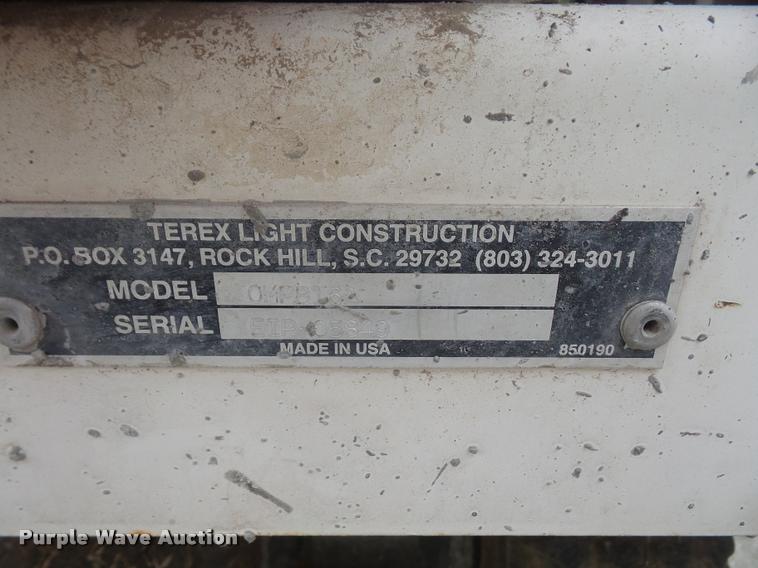 TEREX LIGHT CONSTRUCTION
P.O. BOX 3147, ROCK HILL, S.C. 29732 (803) 324-3011
MODEL
SERIAL
MADE IN USA 850190
Purple Wave Auction